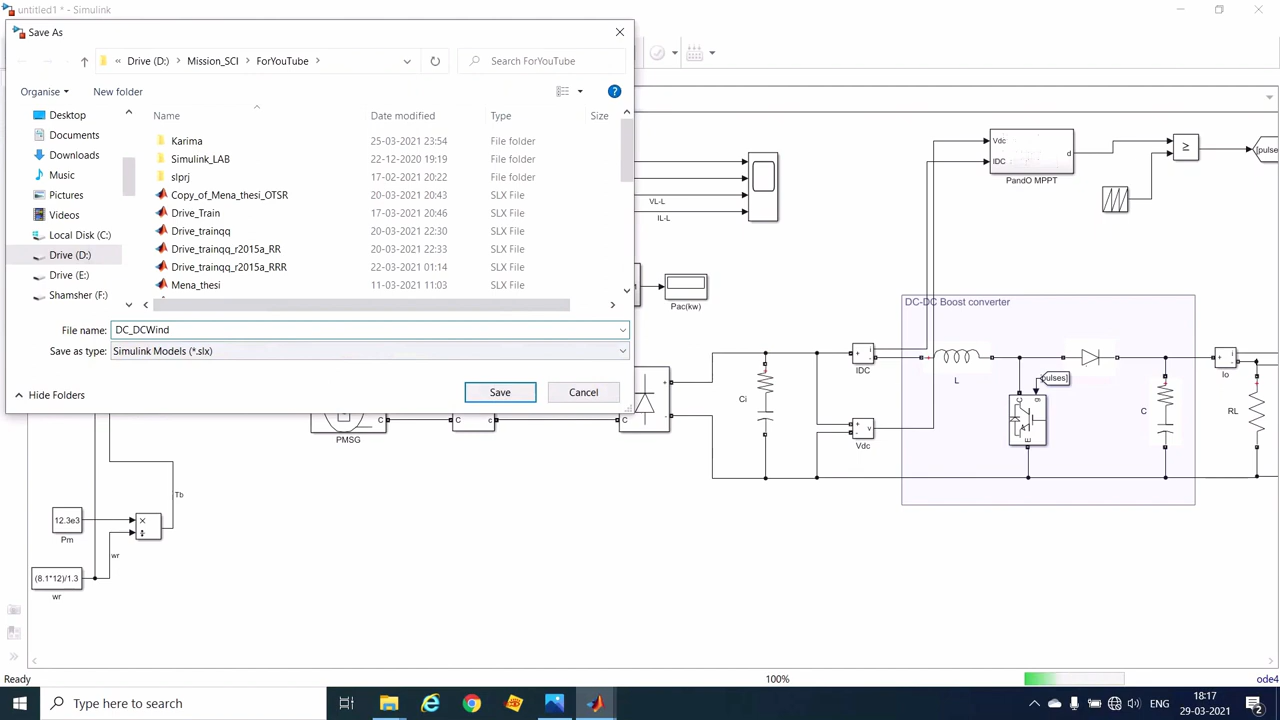 untitled1 * - Simulink
Save As
« Drive (D:) > Mission_SCI > ForYouTube >
Search ForYouTube
Organise
New folder
?
Name
Date modified
Type
Size
Desktop
Documents
Downloads
Music
Pictures
Videos
Local Disk (C:)
Drive (D:)
Drive (E:)
Shamsher (F:)
Karima 25-03-2021 23:54 File folder
Simulink_LAB 22-12-2020 19:19 File folder
slprj 17-02-2021 20:22 File folder
Copy_of_Mena_thesi_OTSR 20-03-2021 20:43 SLX File
Drive_Train 17-03-2021 20:46 SLX File
Drive_trainqq 20-03-2021 22:30 SLX File
Drive_trainqq_r2015a_RR 20-03-2021 22:33 SLX File
Drive_trainqq_r2015a_RRR 22-03-2021 01:14 SLX File
Mena_thesi 11-03-2021 11:03 SLX File
File name: DC_DCWind
Save as type: Simulink Models (*.slx)
Hide Folders
Save
Cancel
VL-L
IL-L
Pac(kw)
Vdc
IDC
d
PandO MPPT
≥
[pulse
DC-DC Boost converter
IDC
i
+
-
L
[pulses]
g
C
E
Io
i
+
Ci
Vdc
v
+
-
C
RL
+
-
C
C
c
C
PMSG
Tb
12.3e3
Pm
×
÷
wr
(8.1*12)/1.3
wr
Ready
100%
ode4
Type here to search
ENG
18:17
29-03-2021
2